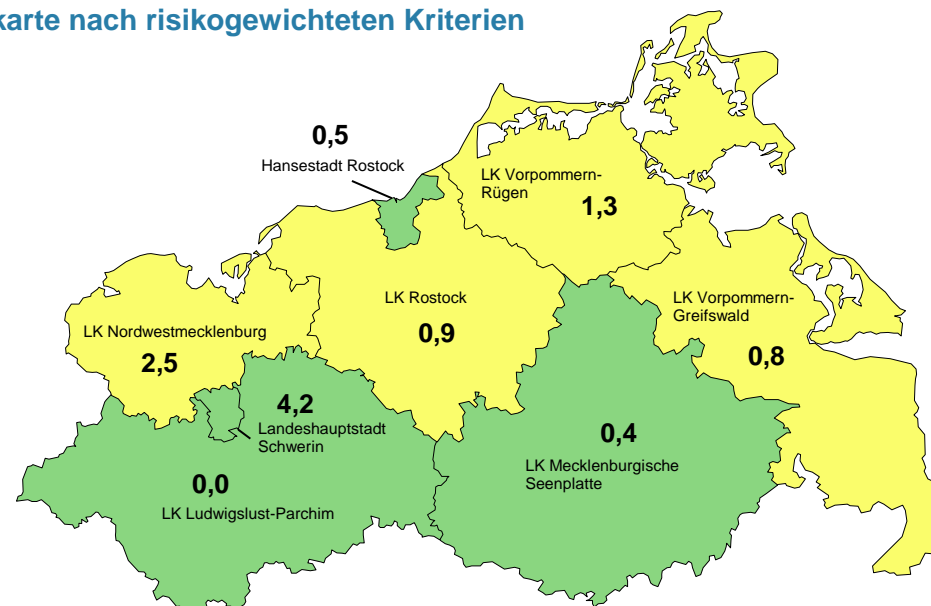 karte nach risikogewichteten Kriterien
0,5
Hansestadt Rostock
LK Vorpommern-
Rügen
1,3
LK Rostock
0,9
LK Vorpommern-
Greifswald
0,8
LK Nordwestmecklenburg
2,5
4,2
Landeshauptstadt
Schwerin
0,4
LK Mecklenburgische
Seenplatte
0,0
LK Ludwigslust-Parchim